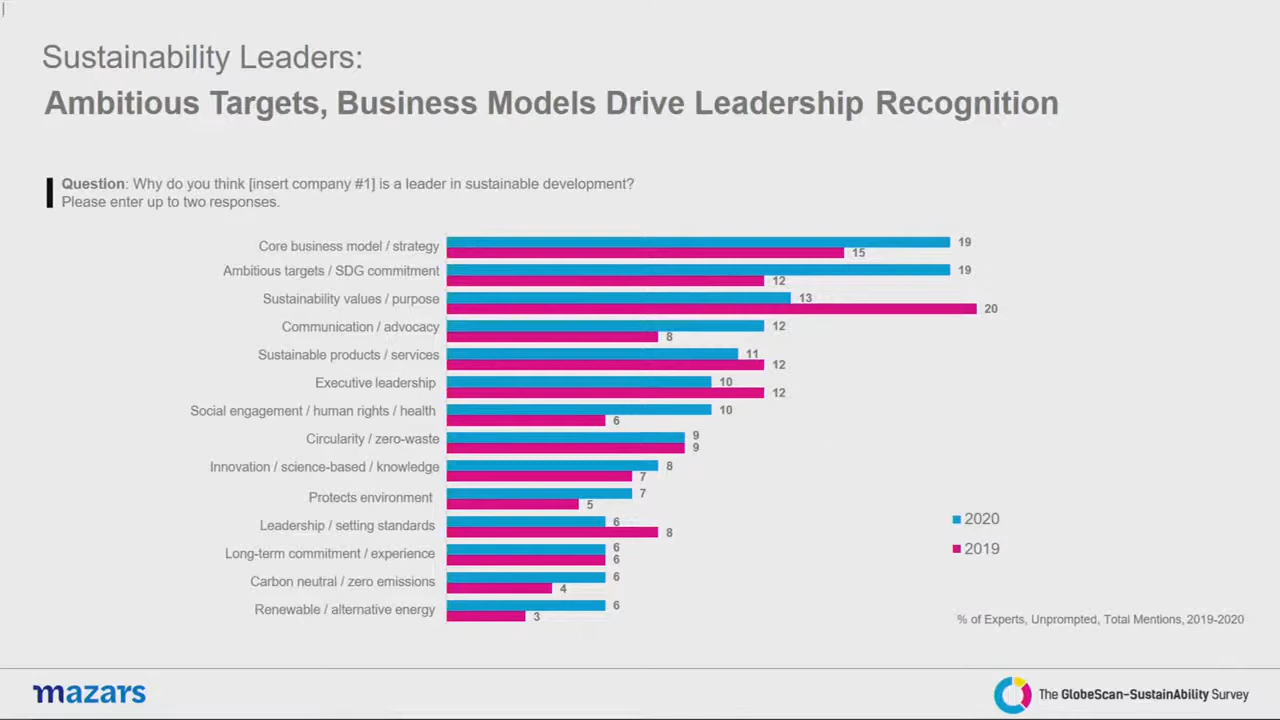 Sustainability Leaders:
Ambitious Targets, Business Models Drive Leadership Recognition
Question: Why do you think [insert company #1] is a leader in sustainable development?
Please enter up to two responses.
Core business model / strategy 19
15
Ambitious targets / SDG commitment 19
12
Sustainability values / purpose 13
20
Communication / advocacy 12
8
Sustainable products / services 11
12
Executive leadership 10
12
Social engagement / human rights / health 10
6
Circularity / zero-waste 9
9
Innovation / science-based / knowledge 8
7
Protects environment 7
5
Leadership / setting standards 6
8
Long-term commitment / experience 6
6
Carbon neutral / zero emissions 6
4
Renewable / alternative energy 6
3
2020
2019
% of Experts, Unprompted, Total Mentions, 2019-2020
mazars
The GlobeScan–SustainAbility Survey